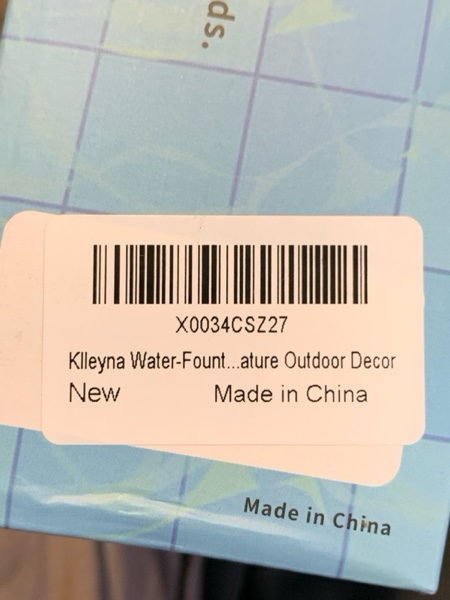 ds.
X0034CSZ27
Klleyna Water-Fount...ature Outdoor Decor
New Made in China
Made in China